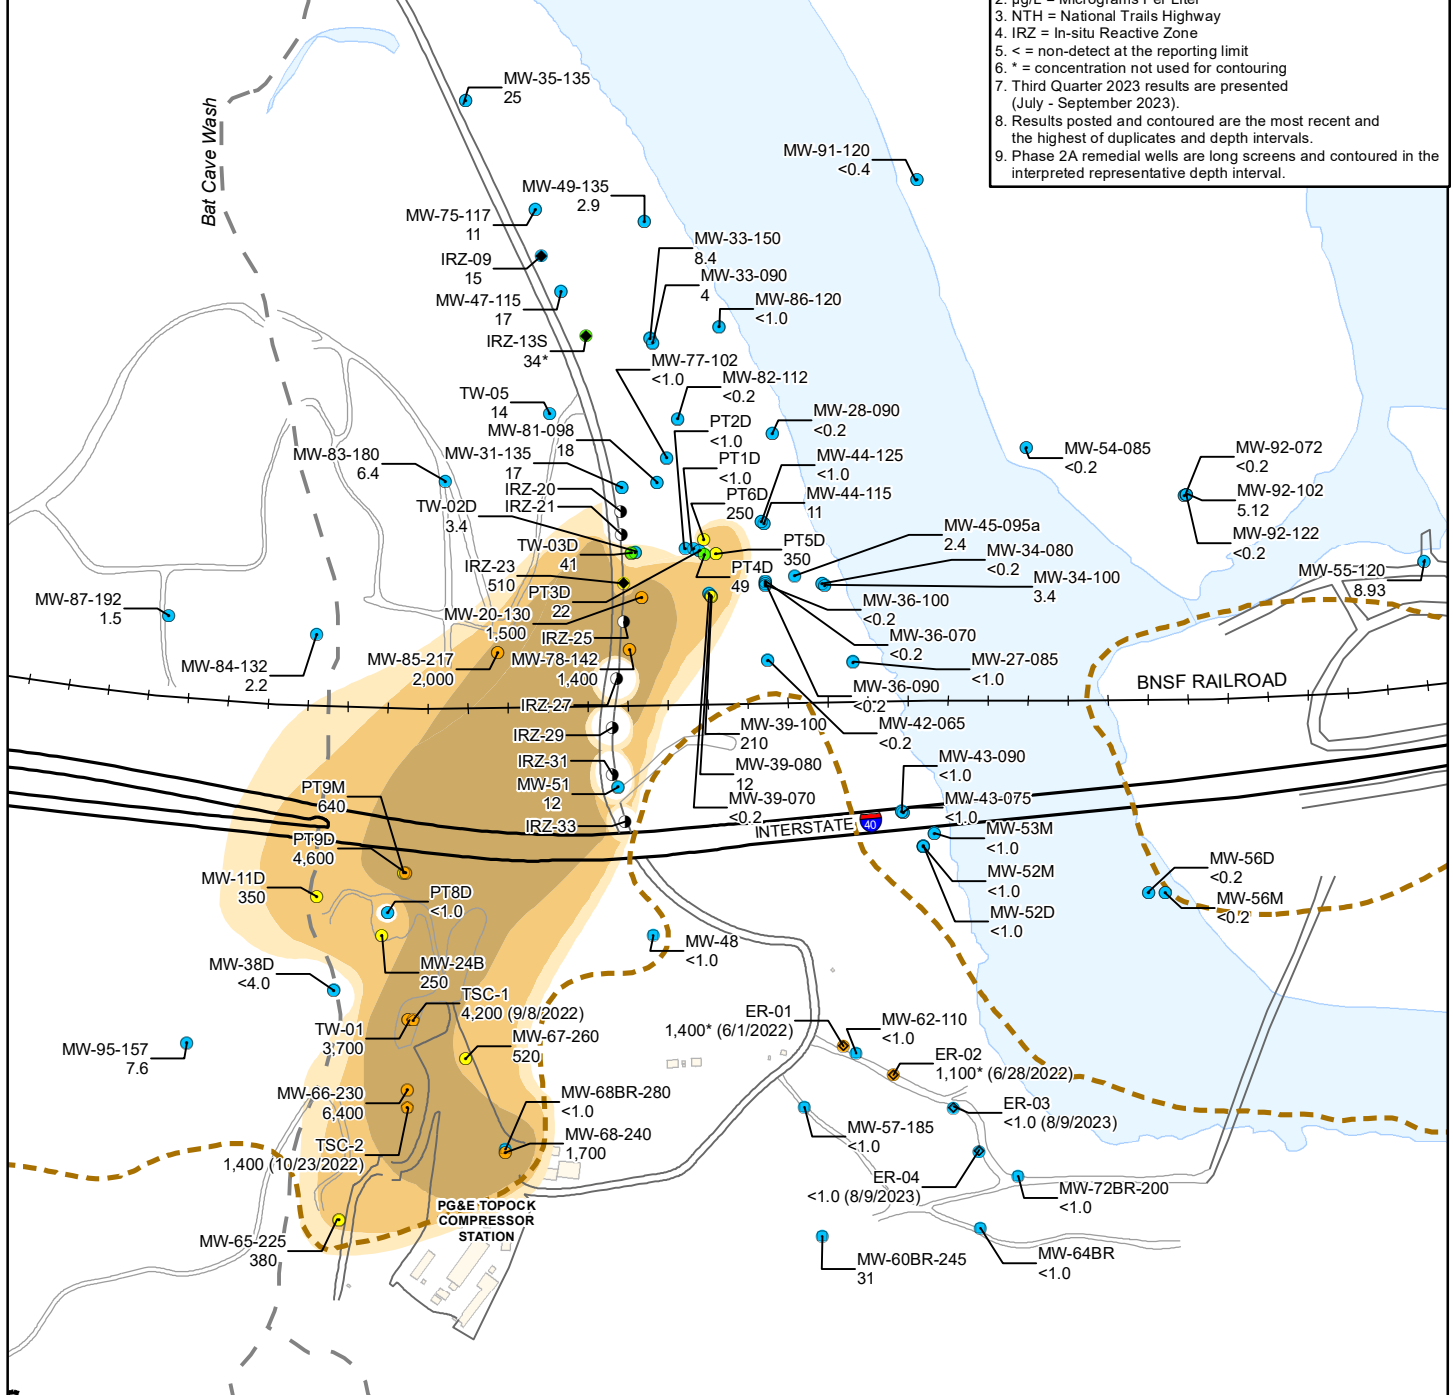 2. µg/L = Micrograms Per Liter
3. NTH = National Trails Highway
4. IRZ = In-situ Reactive Zone
5. < = non-detect at the reporting limit
6. * = concentration not used for contouring
7. Third Quarter 2023 results are presented
(July - September 2023).
8. Results posted and contoured are the most recent and
the highest of duplicates and depth intervals.
9. Phase 2A remedial wells are long screens and contoured in the
interpreted representative depth interval.
Bat Cave Wash
MW-35-135
25
MW-91-120
<0.4
MW-49-135
2.9
MW-75-117
11
IRZ-09
15
MW-47-115
17
IRZ-13S
34*
MW-33-150
8.4
MW-33-090
4
MW-86-120
<1.0
MW-77-102
<1.0
MW-82-112
<0.2
TW-05
14
MW-81-098
18
MW-31-135
17
IRZ-20
IRZ-21
MW-83-180
6.4
TW-02D
3.4
PT2D
<1.0
PT1D
<1.0
PT6D
250
MW-28-090
<0.2
MW-44-125
<1.0
MW-44-115
11
MW-54-085
<0.2
MW-92-072
<0.2
MW-92-102
5.12
MW-92-122
<0.2
TW-03D
41
IRZ-23
510
PT3D
22
PT5D
350
PT4D
49
MW-45-095a
2.4
MW-34-080
<0.2
MW-34-100
3.4
MW-55-120
8.93
MW-87-192
1.5
MW-20-130
1,500
IRZ-25
MW-36-100
<0.2
MW-36-070
<0.2
MW-84-132
2.2
MW-85-217
2,000
MW-78-142
1,400
MW-27-085
<1.0
MW-36-090
<0.2
BNSF RAILROAD
IRZ-27
IRZ-29
MW-39-100
210
MW-42-065
<0.2
IRZ-31
MW-51
12
MW-39-080
12
MW-43-090
<1.0
PT9M
640
MW-39-070
<0.2
MW-43-075
<1.0
IRZ-33
INTERSTATE
40
PT9D
4,600
MW-53M
<1.0
MW-52M
<1.0
MW-52D
<1.0
MW-56D
<0.2
MW-56M
<0.2
MW-11D
350
PT8D
<1.0
MW-48
<1.0
MW-24B
250
MW-38D
<4.0
TSC-1
4,200 (9/8/2022)
TW-01
3,700
MW-67-260
520
ER-01
1,400* (6/1/2022)
MW-62-110
<1.0
ER-02
1,100* (6/28/2022)
MW-95-157
7.6
MW-66-230
6,400
MW-68BR-280
<1.0
MW-68-240
1,700
TSC-2
1,400 (10/23/2022)
MW-57-185
<1.0
ER-03
<1.0 (8/9/2023)
ER-04
<1.0 (8/9/2023)
MW-72BR-200
<1.0
PG&E TOPOCK
COMPRESSOR
STATION
MW-65-225
380
MW-60BR-245
31
MW-64BR
<1.0